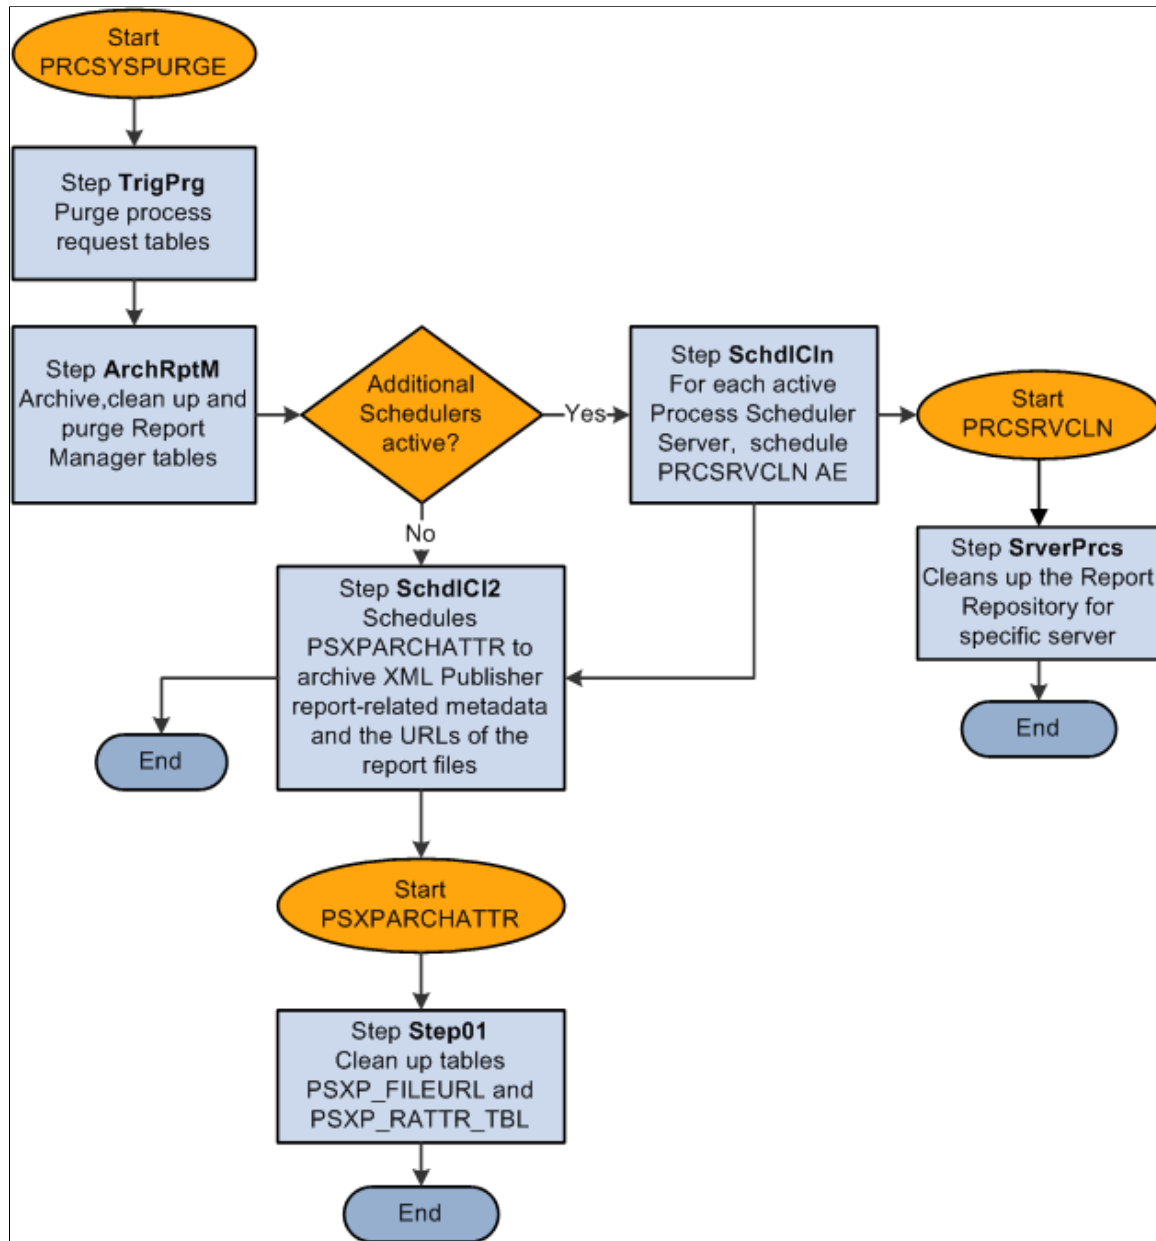 Start
PRCSYSPURGE
Step TrigPrg
Purge process
request tables
Step ArchRptM
Archive,clean up and
purge Report
Manager tables
Additional
Schedulers
active?
Yes
No
Step SchdlCln
For each active
Process Scheduler
Server, schedule
PRCSRVCLN AE
Start
PRCSRVCLN
Step SrverPrcs
Cleans up the Report
Repository for
specific server
End
Step SchdlCl2
Schedules
PSXPARCHATTR to
archive XML Publisher
report-related metadata
and the URLs of the
report files
End
Start
PSXPARCHATTR
Step Step01
Clean up tables
PSXP_FILEURL and
PSXP_RATTR_TBL
End